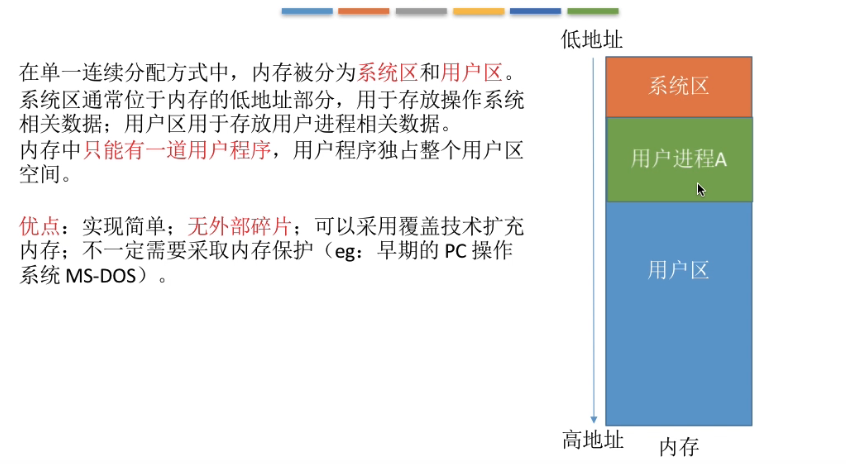 在单一连续分配方式中，内存被分为系统区和用户区。
系统区通常位于内存的低地址部分，用于存放操作系统
相关数据；用户区用于存放用户进程相关数据。
内存中只能有一道用户程序，用户程序独占整个用户区
空间。
优点：实现简单；无外部碎片；可以采用覆盖技术扩充
内存；不一定需要采取内存保护（eg：早期的 PC 操作
系统 MS-DOS）。
低地址
系统区
用户进程A
用户区
高地址
内存